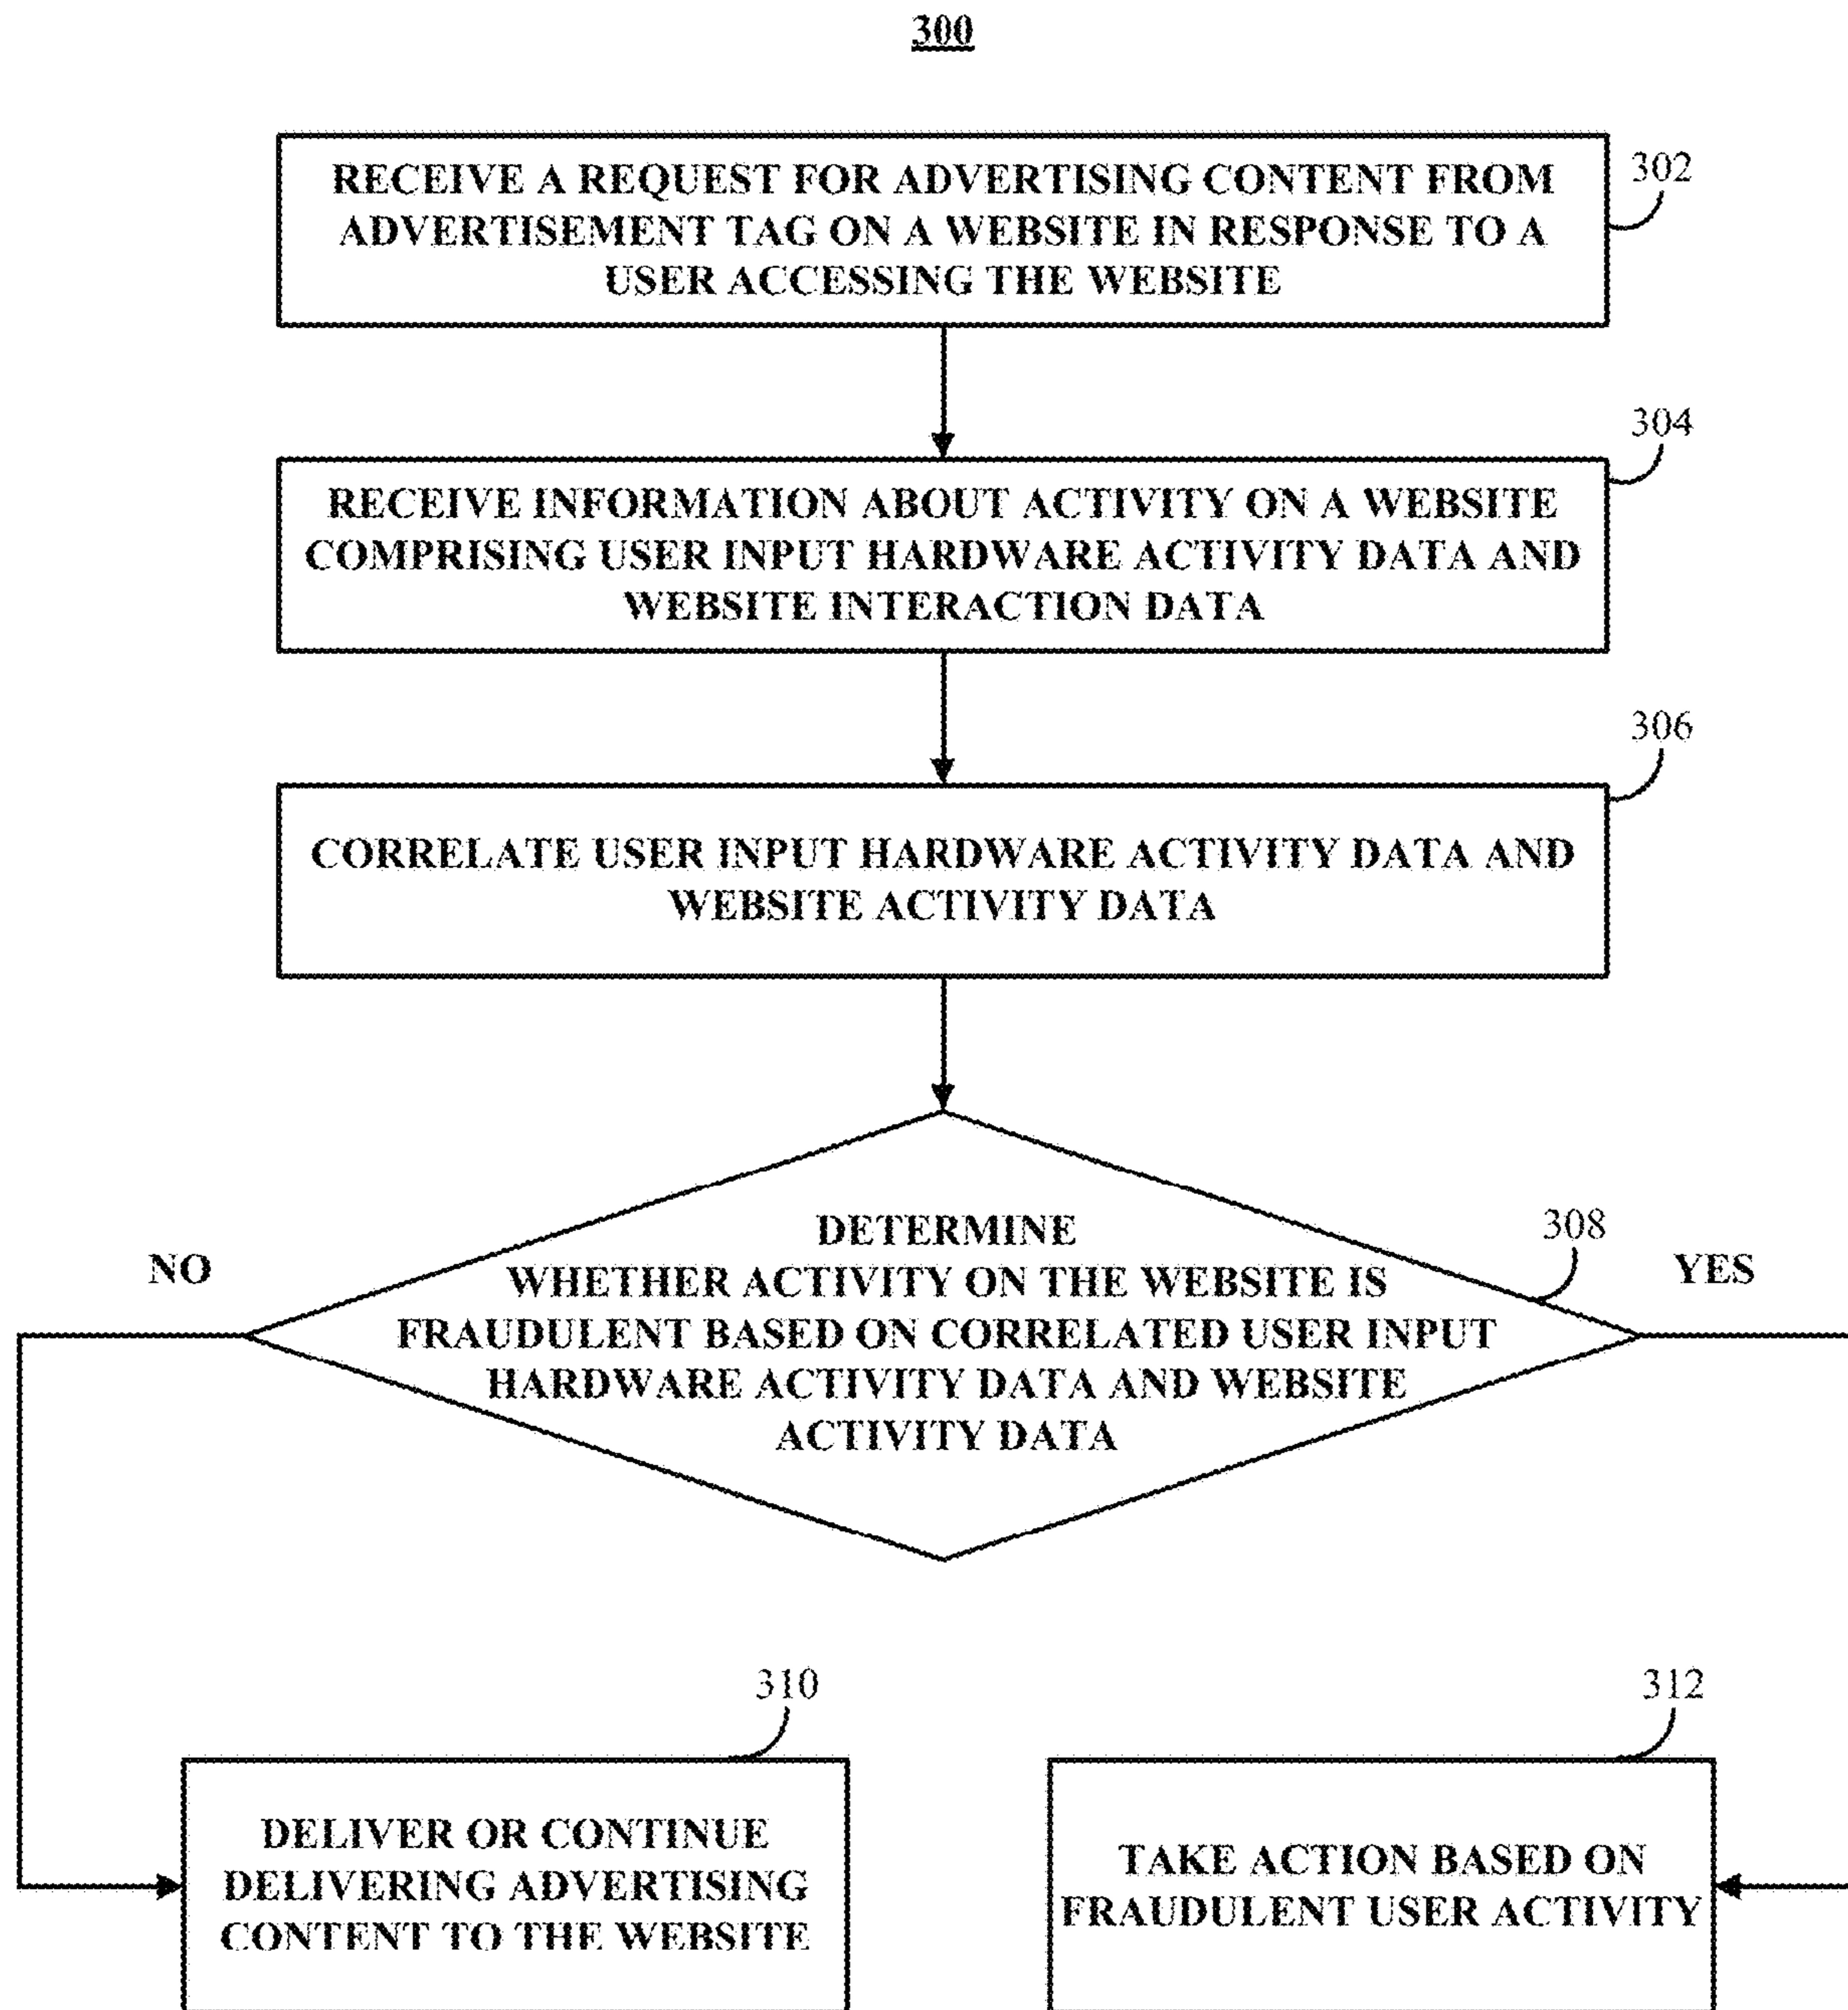 300
RECEIVE A REQUEST FOR ADVERTISING CONTENT FROM
ADVERTISEMENT TAG ON A WEBSITE IN RESPONSE TO A
USER ACCESSING THE WEBSITE
302
304
RECEIVE INFORMATION ABOUT ACTIVITY ON A WEBSITE
COMPRISING USER INPUT HARDWARE ACTIVITY DATA AND
WEBSITE INTERACTION DATA
306
CORRELATE USER INPUT HARDWARE ACTIVITY DATA AND
WEBSITE ACTIVITY DATA
308
NO
YES
DETERMINE
WHETHER ACTIVITY ON THE WEBSITE IS
FRAUDULENT BASED ON CORRELATED USER INPUT
HARDWARE ACTIVITY DATA AND WEBSITE
ACTIVITY DATA
310
DELIVER OR CONTINUE
DELIVERING ADVERTISING
CONTENT TO THE WEBSITE
312
TAKE ACTION BASED ON
FRAUDULENT USER ACTIVITY